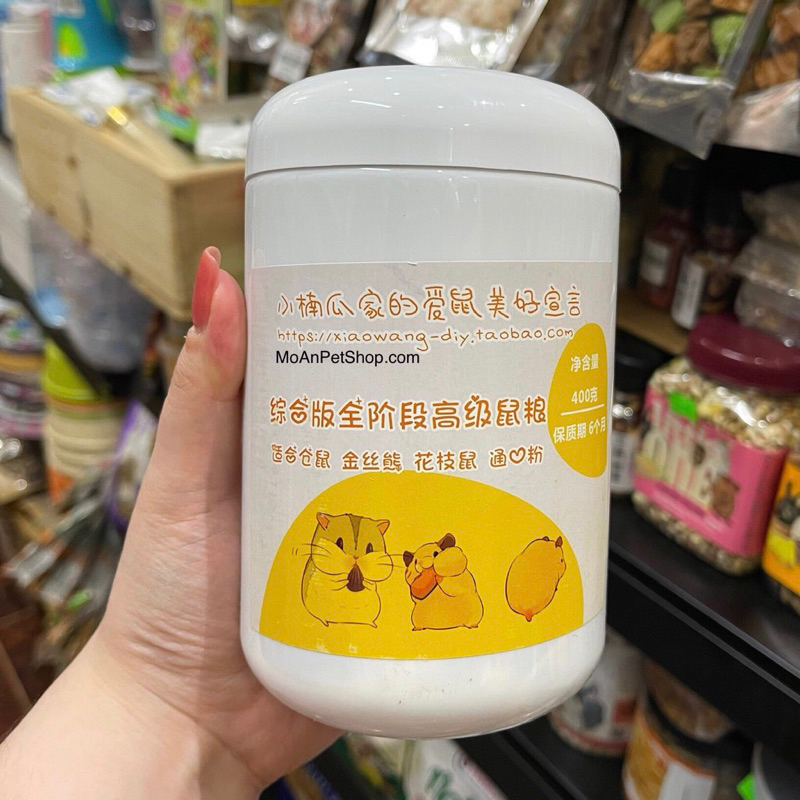 小楠瓜家的爱鼠美好宣言
https://xiaowang-diy.taobao.com
MoAnPetShop.com
净含量
400克
保质期 6个月
综合版全阶段高级鼠粮
适合仓鼠 金丝熊 花枝鼠 通♡粉